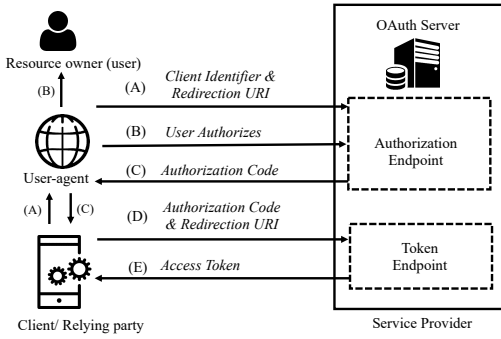 OAuth Server
Resource owner (user)
(B)
(A) Client Identifier &
Redirection URI
(B) User Authorizes
Authorization
Endpoint
(C) Authorization Code
User-agent
(A)
(C)
(D) Authorization Code
& Redirection URI
Token
Endpoint
(E) Access Token
Client/ Relying party
Service Provider